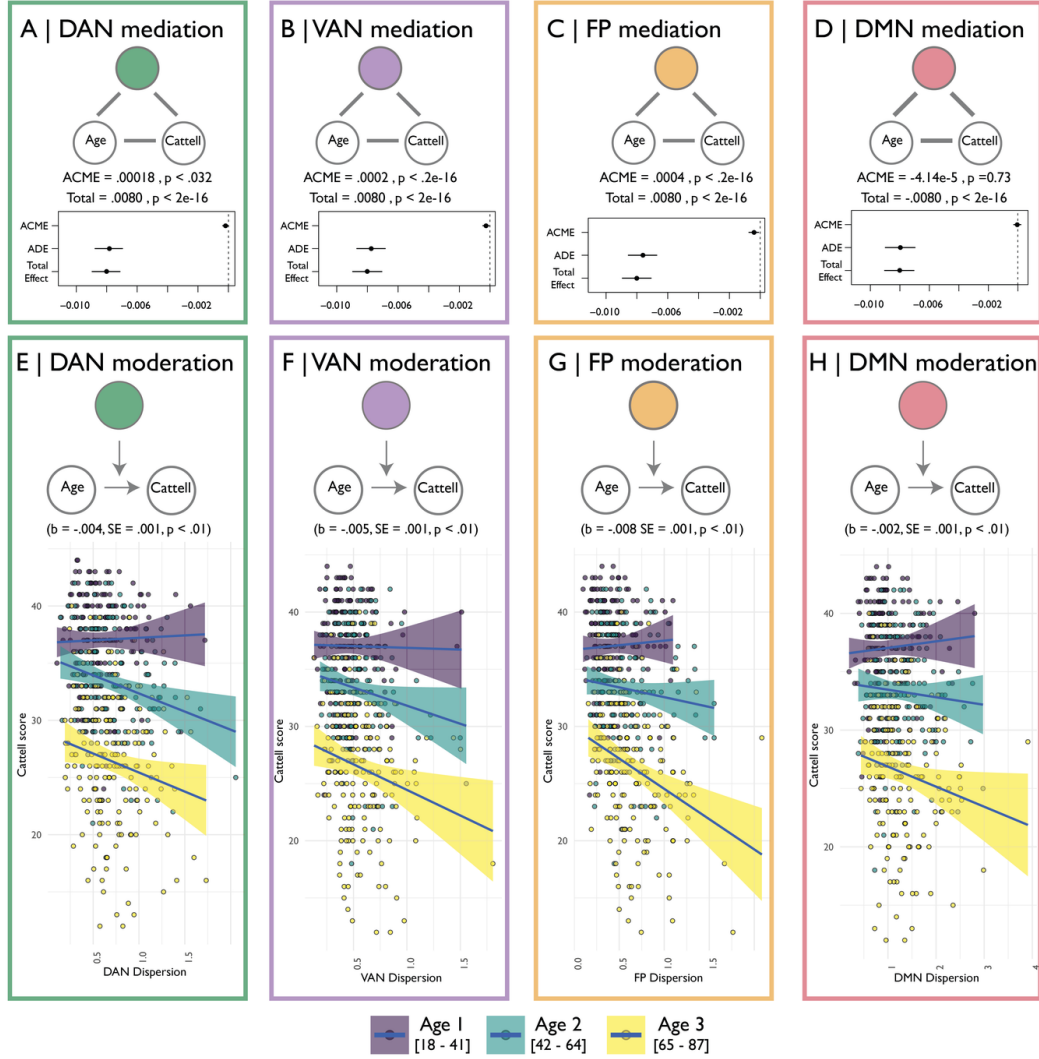 A | DAN mediation
Age
Cattell
ACME = .00018 , p < .032
Total = .0080 , p < 2e-16
ACME
ADE
Total
Effect
−0.010
−0.006
−0.002
B | VAN mediation
Age
Cattell
ACME = .0002 , p < .2e-16
Total = .0080 , p < 2e-16
ACME
ADE
Total
Effect
−0.010
−0.006
−0.002
C | FP mediation
Age
Cattell
ACME = .0004 , p < .2e-16
Total = .0080 , p < 2e-16
ACME
ADE
Total
Effect
−0.010
−0.006
−0.002
D | DMN mediation
Age
Cattell
ACME = -4.14e-5 , p =0.73
Total = -.0080 , p < 2e-16
ACME
ADE
Total
Effect
−0.010
−0.006
−0.002
E | DAN moderation
Age
Cattell
(b = -.004, SE = .001, p < .01)
Cattell score
40
30
20
0.5
1.0
1.5
DAN Dispersion
F | VAN moderation
Age
Cattell
(b = -.005, SE = .001, p < .01)
Cattell score
40
30
20
0.5
1.0
1.5
VAN Dispersion
G | FP moderation
Age
Cattell
(b = -.008 SE = .001, p < .01)
Cattell score
40
30
20
0.0
0.5
1.0
1.5
FP Dispersion
H | DMN moderation
Age
Cattell
(b = -.002, SE = .001, p < .01)
Cattell score
40
30
20
1
2
3
4
DMN Dispersion
Age 1
[18 - 41]
Age 2
[42 - 64]
Age 3
[65 - 87]